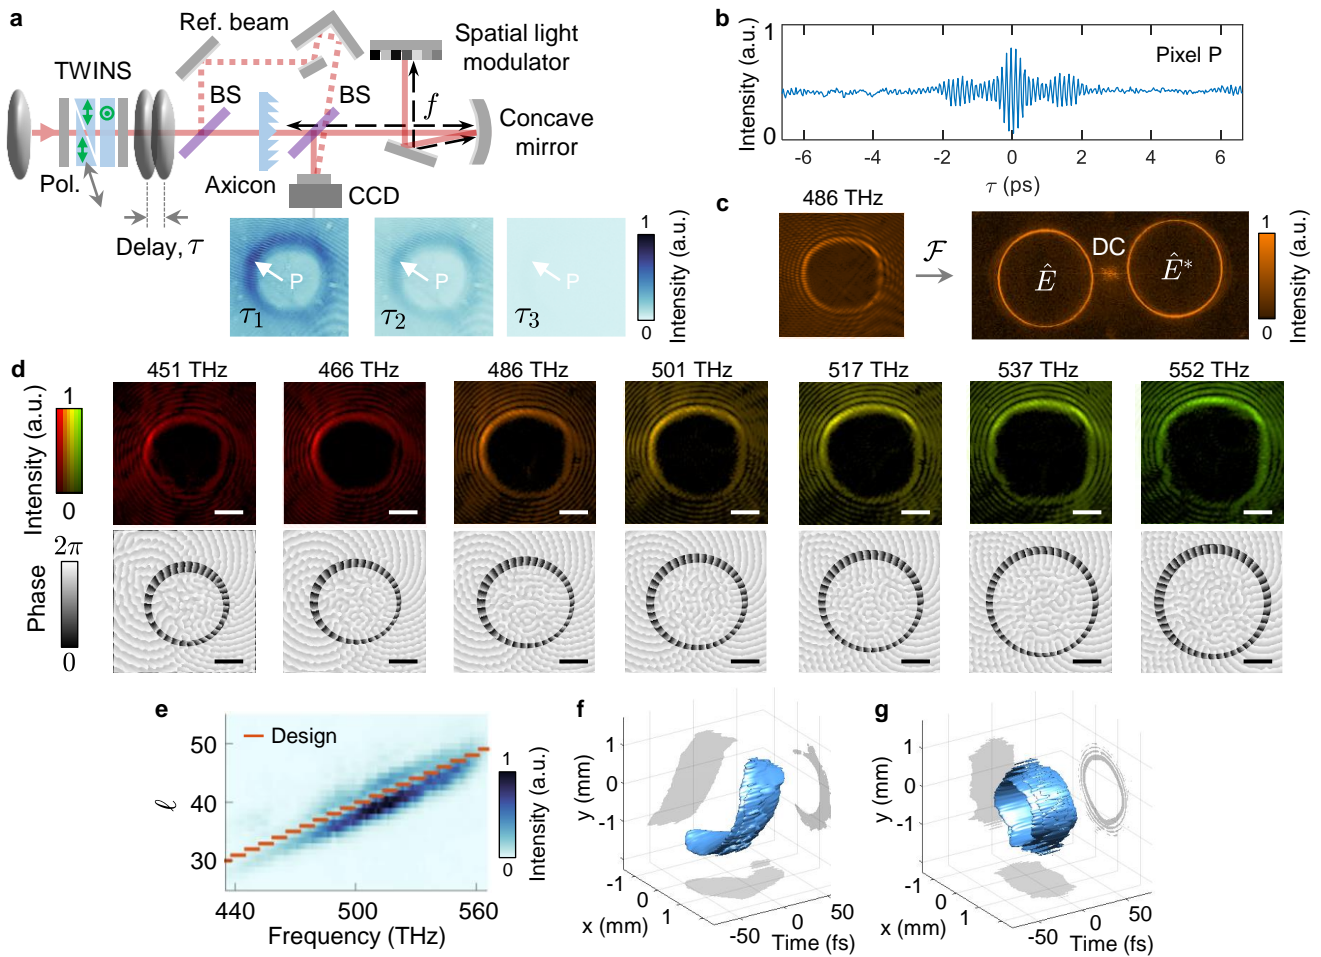 a
Ref. beam
TWINS
BS
BS
Spatial light
modulator
f
Concave
mirror
Pol.
Axicon
CCD
Delay, τ
P
τ1
P
τ2
P
τ3
1
0
Intensity (a.u.)
b
Intensity (a.u.)
1
0
Pixel P
-6
-4
-2
0
2
4
6
τ (ps)
c
486 THz
ℱ
Ê
DC
Ê*
1
0
Intensity (a.u.)
d
451 THz
466 THz
486 THz
501 THz
517 THz
537 THz
552 THz
Intensity (a.u.)
1
0
Phase
2π
0
e
Design
ℓ
50
40
30
440
500
560
Frequency (THz)
1
0
Intensity (a.u.)
f
y (mm)
1
0
-1
-1
0
1
x (mm)
-50
0
50
Time (fs)
g
y (mm)
1
0
-1
-1
0
1
x (mm)
-50
0
50
Time (fs)